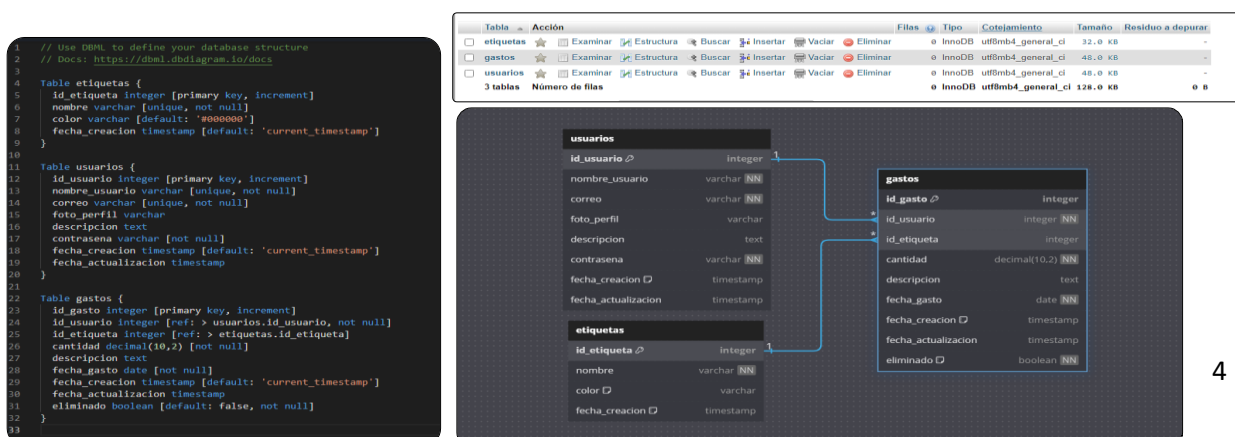 1 // Use DBML to define your database structure
2 // Docs: https://dbml.dbdiagram.io/docs
3
4 Table etiquetas {
5 id_etiqueta integer [primary key, increment]
6 nombre varchar [unique, not null]
7 color varchar [default: '#000000']
8 fecha_creacion timestamp [default: 'current_timestamp']
9 }
10
11 Table usuarios {
12 id_usuario integer [primary key, increment]
13 nombre_usuario varchar [unique, not null]
14 correo varchar [unique, not null]
15 foto_perfil varchar
16 descripcion text
17 contrasena varchar [not null]
18 fecha_creacion timestamp [default: 'current_timestamp']
19 fecha_actualizacion timestamp
20 }
21
22 Table gastos {
23 id_gasto integer [primary key, increment]
24 id_usuario integer [ref: > usuarios.id_usuario, not null]
25 id_etiqueta integer [ref: > etiquetas.id_etiqueta]
26 cantidad decimal(10,2) [not null]
27 descripcion text
28 fecha_gasto date [not null]
29 fecha_creacion timestamp [default: 'current_timestamp']
30 fecha_actualizacion timestamp
31 eliminado boolean [default: false, not null]
32 }
33
Tabla Acción Filas Tipo Cotejamiento Tamaño Residuo a depurar
etiquetas Examinar Estructura Buscar Insertar Vaciar Eliminar 0 InnoDB utf8mb4_general_ci 32.0 KB -
gastos Examinar Estructura Buscar Insertar Vaciar Eliminar 0 InnoDB utf8mb4_general_ci 48.0 KB -
usuarios Examinar Estructura Buscar Insertar Vaciar Eliminar 0 InnoDB utf8mb4_general_ci 48.0 KB -
3 tablas Número de filas 0 InnoDB utf8mb4_general_ci 128.0 KB 0 B
usuarios
id_usuario integer 1
nombre_usuario varchar NN
correo varchar NN
foto_perfil varchar
descripcion text
contrasena varchar NN
fecha_creacion timestamp
fecha_actualizacion timestamp
etiquetas
id_etiqueta integer 1
nombre varchar NN
color varchar
fecha_creacion timestamp
gastos
id_gasto integer
* id_usuario integer NN
* id_etiqueta integer
cantidad decimal(10,2) NN
descripcion text
fecha_gasto date NN
fecha_creacion timestamp
fecha_actualizacion timestamp
eliminado boolean NN
4